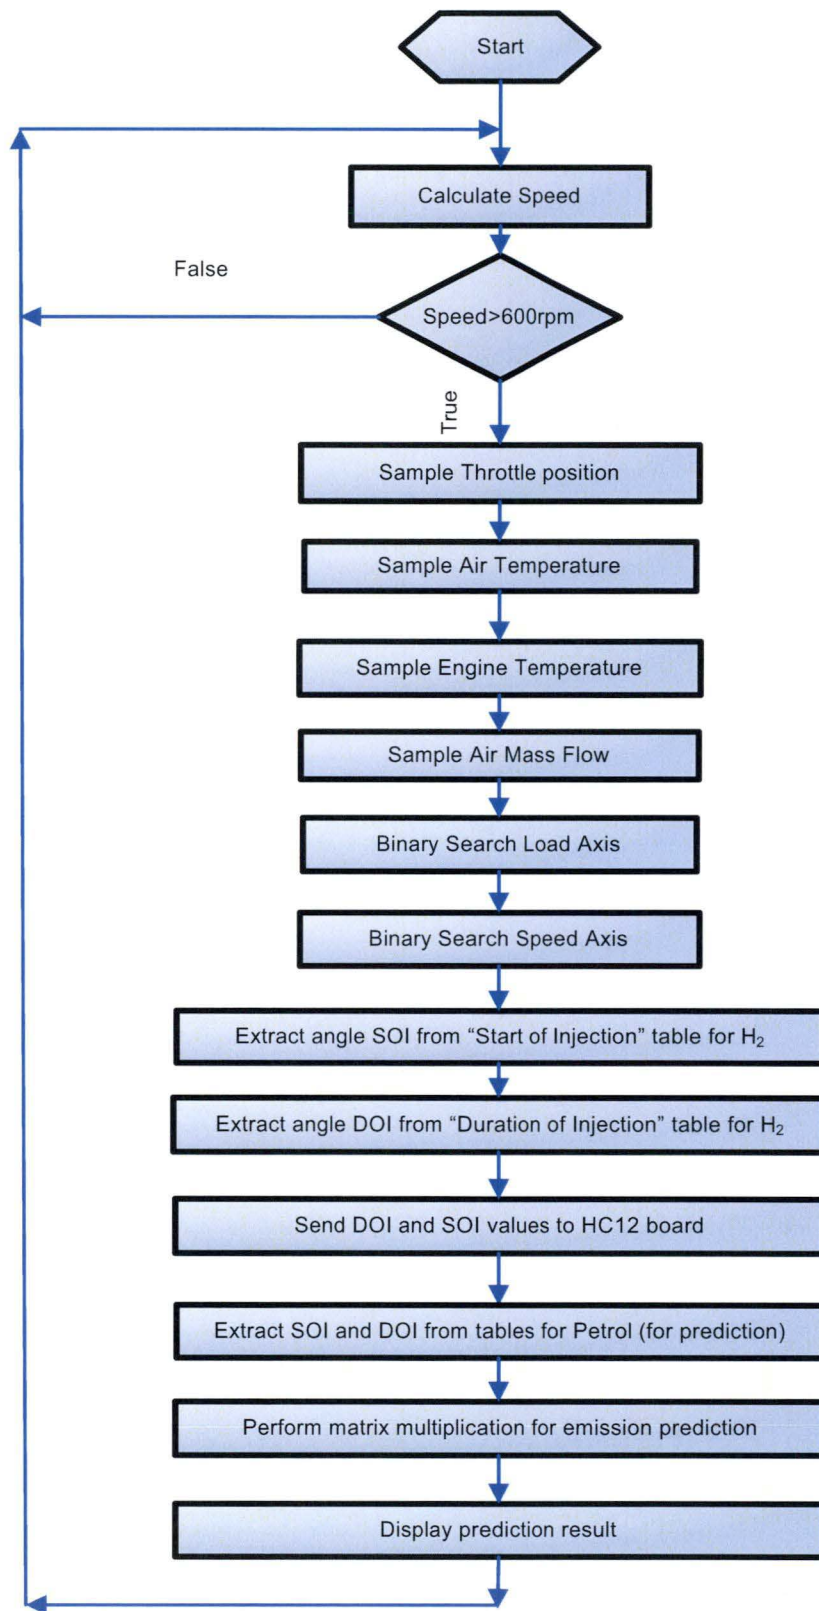 Start
Calculate Speed
False
Speed>600rpm
True
Sample Throttle position
Sample Air Temperature
Sample Engine Temperature
Sample Air Mass Flow
Binary Search Load Axis
Binary Search Speed Axis
Extract angle SOI from “Start of Injection” table for H₂
Extract angle DOI from “Duration of Injection” table for H₂
Send DOI and SOI values to HC12 board
Extract SOI and DOI from tables for Petrol (for prediction)
Perform matrix multiplication for emission prediction
Display prediction result